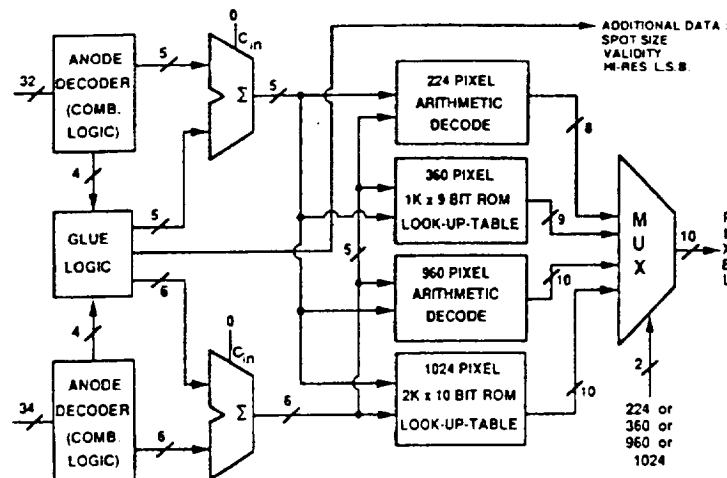 0
ADDITIONAL DATA :
SPOT SIZE
VALIDITY
HI-RES L.S.B.
C in
32
ANODE
DECODER
(COMB.
LOGIC)
5
Σ
5
224 PIXEL
ARITHMETIC
DECODE
8
4
5
GLUE
LOGIC
360 PIXEL
1K x 9 BIT ROM
LOOK-UP-TABLE
9
M
U
X
10
P
I
X
E
L
5
6
960 PIXEL
ARITHMETIC
DECODE
10
4
0
C in
34
ANODE
DECODER
(COMB.
LOGIC)
6
Σ
6
1024 PIXEL
2K x 10 BIT ROM
LOOK-UP-TABLE
10
2
224 or
360 or
960 or
1024